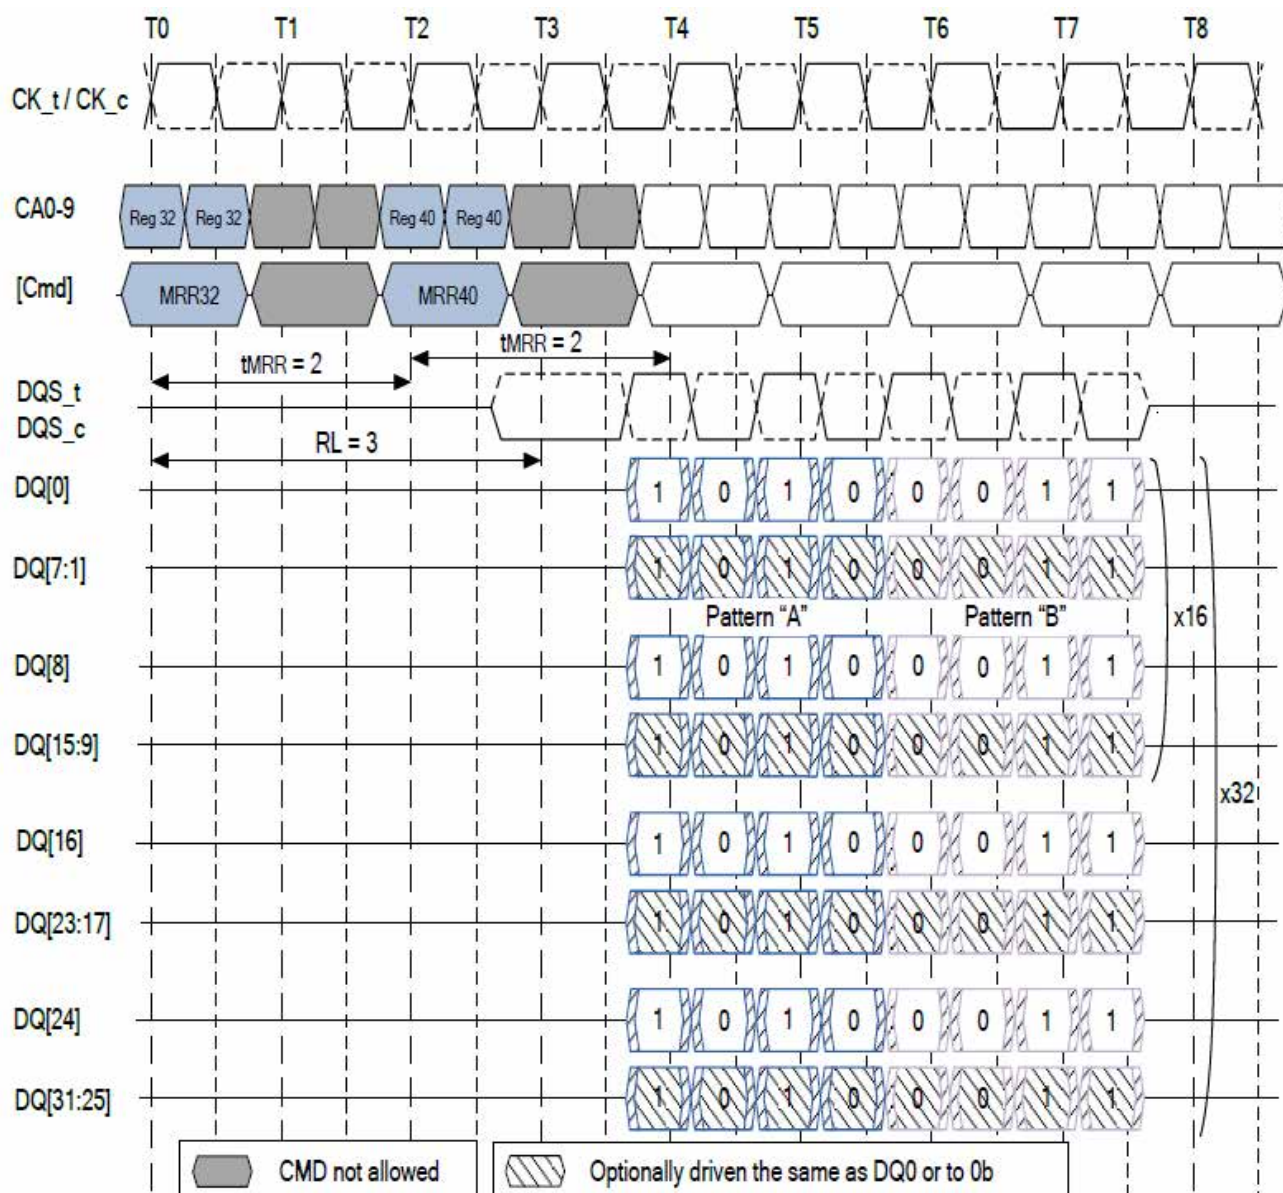 T0 T1 T2 T3 T4 T5 T6 T7 T8
CK_t / CK_c
CA0-9 Reg 32 Reg 32 Reg 40 Reg 40
[Cmd] MRR32 MRR40
tMRR = 2 tMRR = 2
DQS_t
DQS_c
RL = 3
DQ[0] 1 0 1 0 0 0 1 1
DQ[7:1] 1 0 1 0 0 0 1 1
Pattern “A” Pattern “B” x16
DQ[8] 1 0 1 0 0 0 1 1
DQ[15:9] 1 0 1 0 0 0 1 1
x32
DQ[16] 1 0 1 0 0 0 1 1
DQ[23:17] 1 0 1 0 0 0 1 1
DQ[24] 1 0 1 0 0 0 1 1
DQ[31:25] 1 0 1 0 0 0 1 1
CMD not allowed Optionally driven the same as DQ0 or to 0b